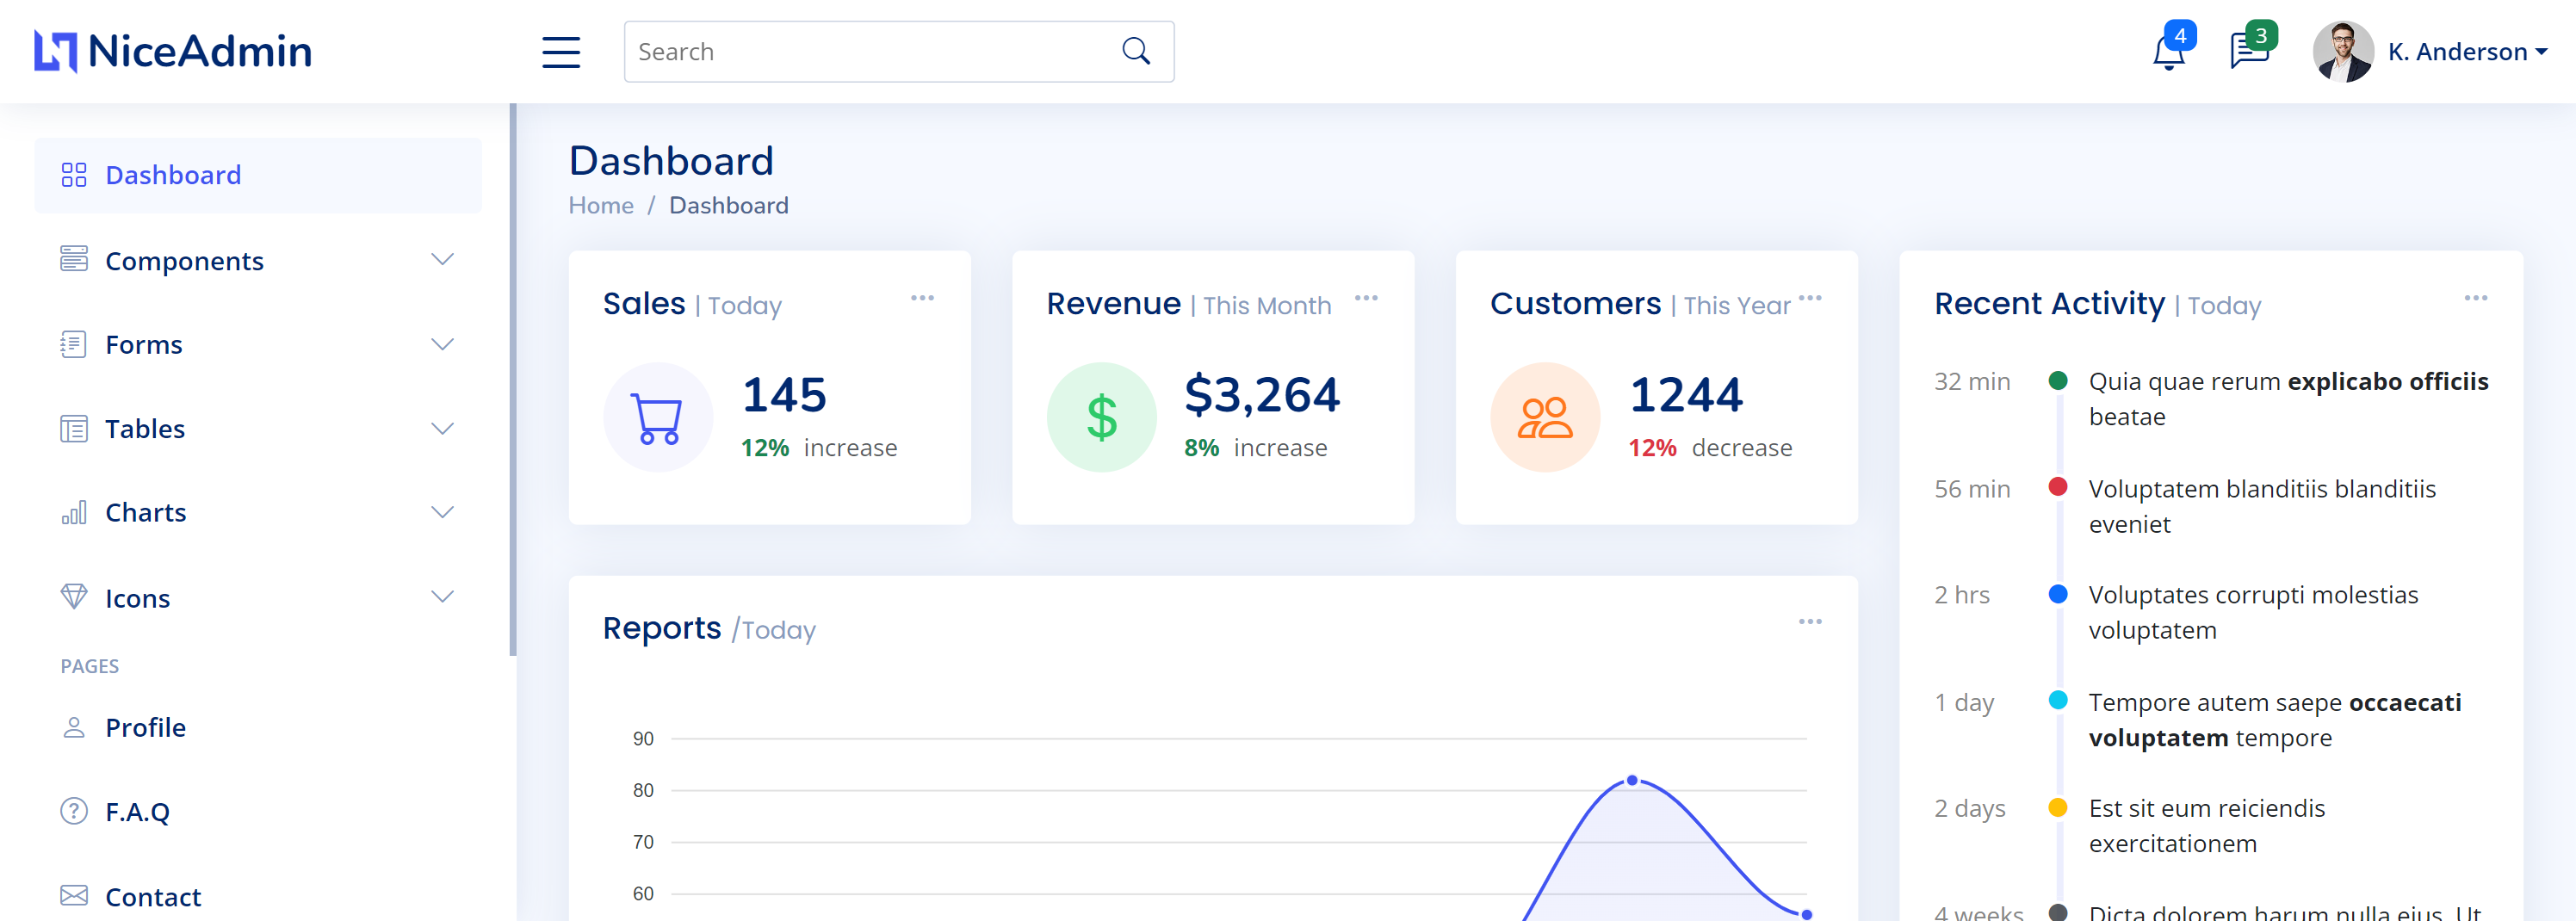 NiceAdmin
Search
4
3
K. Anderson
Dashboard
Components
Forms
Tables
Charts
Icons
PAGES
Profile
F.A.Q
Contact
Dashboard
Home / Dashboard
Sales | Today
145
12% increase
Revenue | This Month
$3,264
8% increase
Customers | This Year
1244
12% decrease
Reports /Today
90
80
70
60
Recent Activity | Today
32 min
Quia quae rerum explicabo officiis
beatae
56 min
Voluptatem blanditiis blanditiis
eveniet
2 hrs
Voluptates corrupti molestias
voluptatem
1 day
Tempore autem saepe occaecati
voluptatem tempore
2 days
Est sit eum reiciendis
exercitationem
4 weeks
Dicta dolorem harum nulla eius. Ut